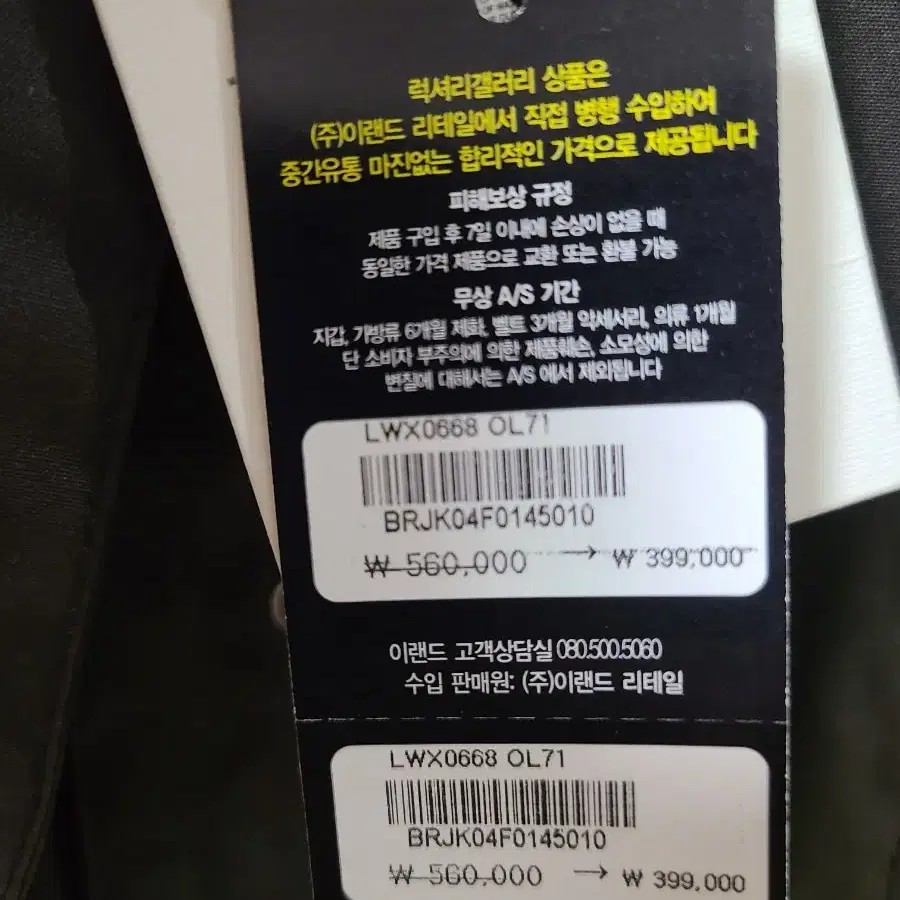 럭셔리갤러리 상품은
(주)이랜드 리테일에서 직접 병행 수입하여
중간유통 마진없는 합리적인 가격으로 제공됩니다
피해보상 규정
제품 구입 후 7일 이내에 손상이 없을 때
동일한 가격 제품으로 교환 또는 환불 가능
무상 A/S 기간
지갑, 가방류 6개월 제화, 벨트 3개월 악세서리, 의류 1개월
단 소비자 부주의에 의한 제품훼손, 소모성에 의한
변질에 대해서는 A/S 에서 제외됩니다
LWX0668 OL71
BRJK04F0145010
₩ 560,000 → ₩ 399,000
이랜드 고객상담실 080.500.5060
수입 판매원: (주)이랜드 리테일
LWX0668 OL71
BRJK04F0145010
₩ 560,000 → ₩ 399,000